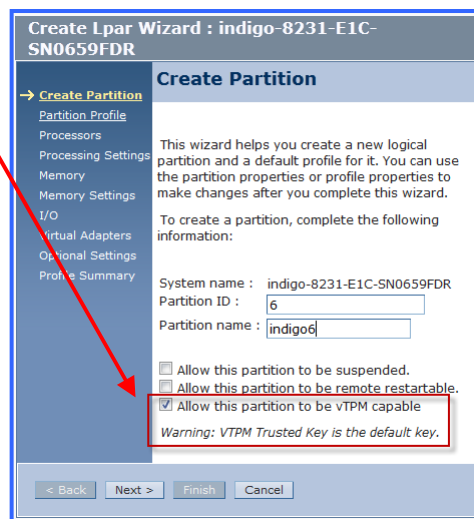 Create Lpar Wizard : indigo-8231-E1C-
SN0659FDR
Create Partition
Partition Profile
Processors
Processing Settings
Memory
Memory Settings
I/O
Virtual Adapters
Optional Settings
Profile Summary
Create Partition
This wizard helps you create a new logical
partition and a default profile for it. You can use
the partition properties or profile properties to
make changes after you complete this wizard.
To create a partition, complete the following
information:
System name : indigo-8231-E1C-SN0659FDR
Partition ID : 6
Partition name : indigo6
Allow this partition to be suspended.
Allow this partition to be remote restartable.
Allow this partition to be vTPM capable
Warning: VTPM Trusted Key is the default key.
< Back Next > Finish Cancel